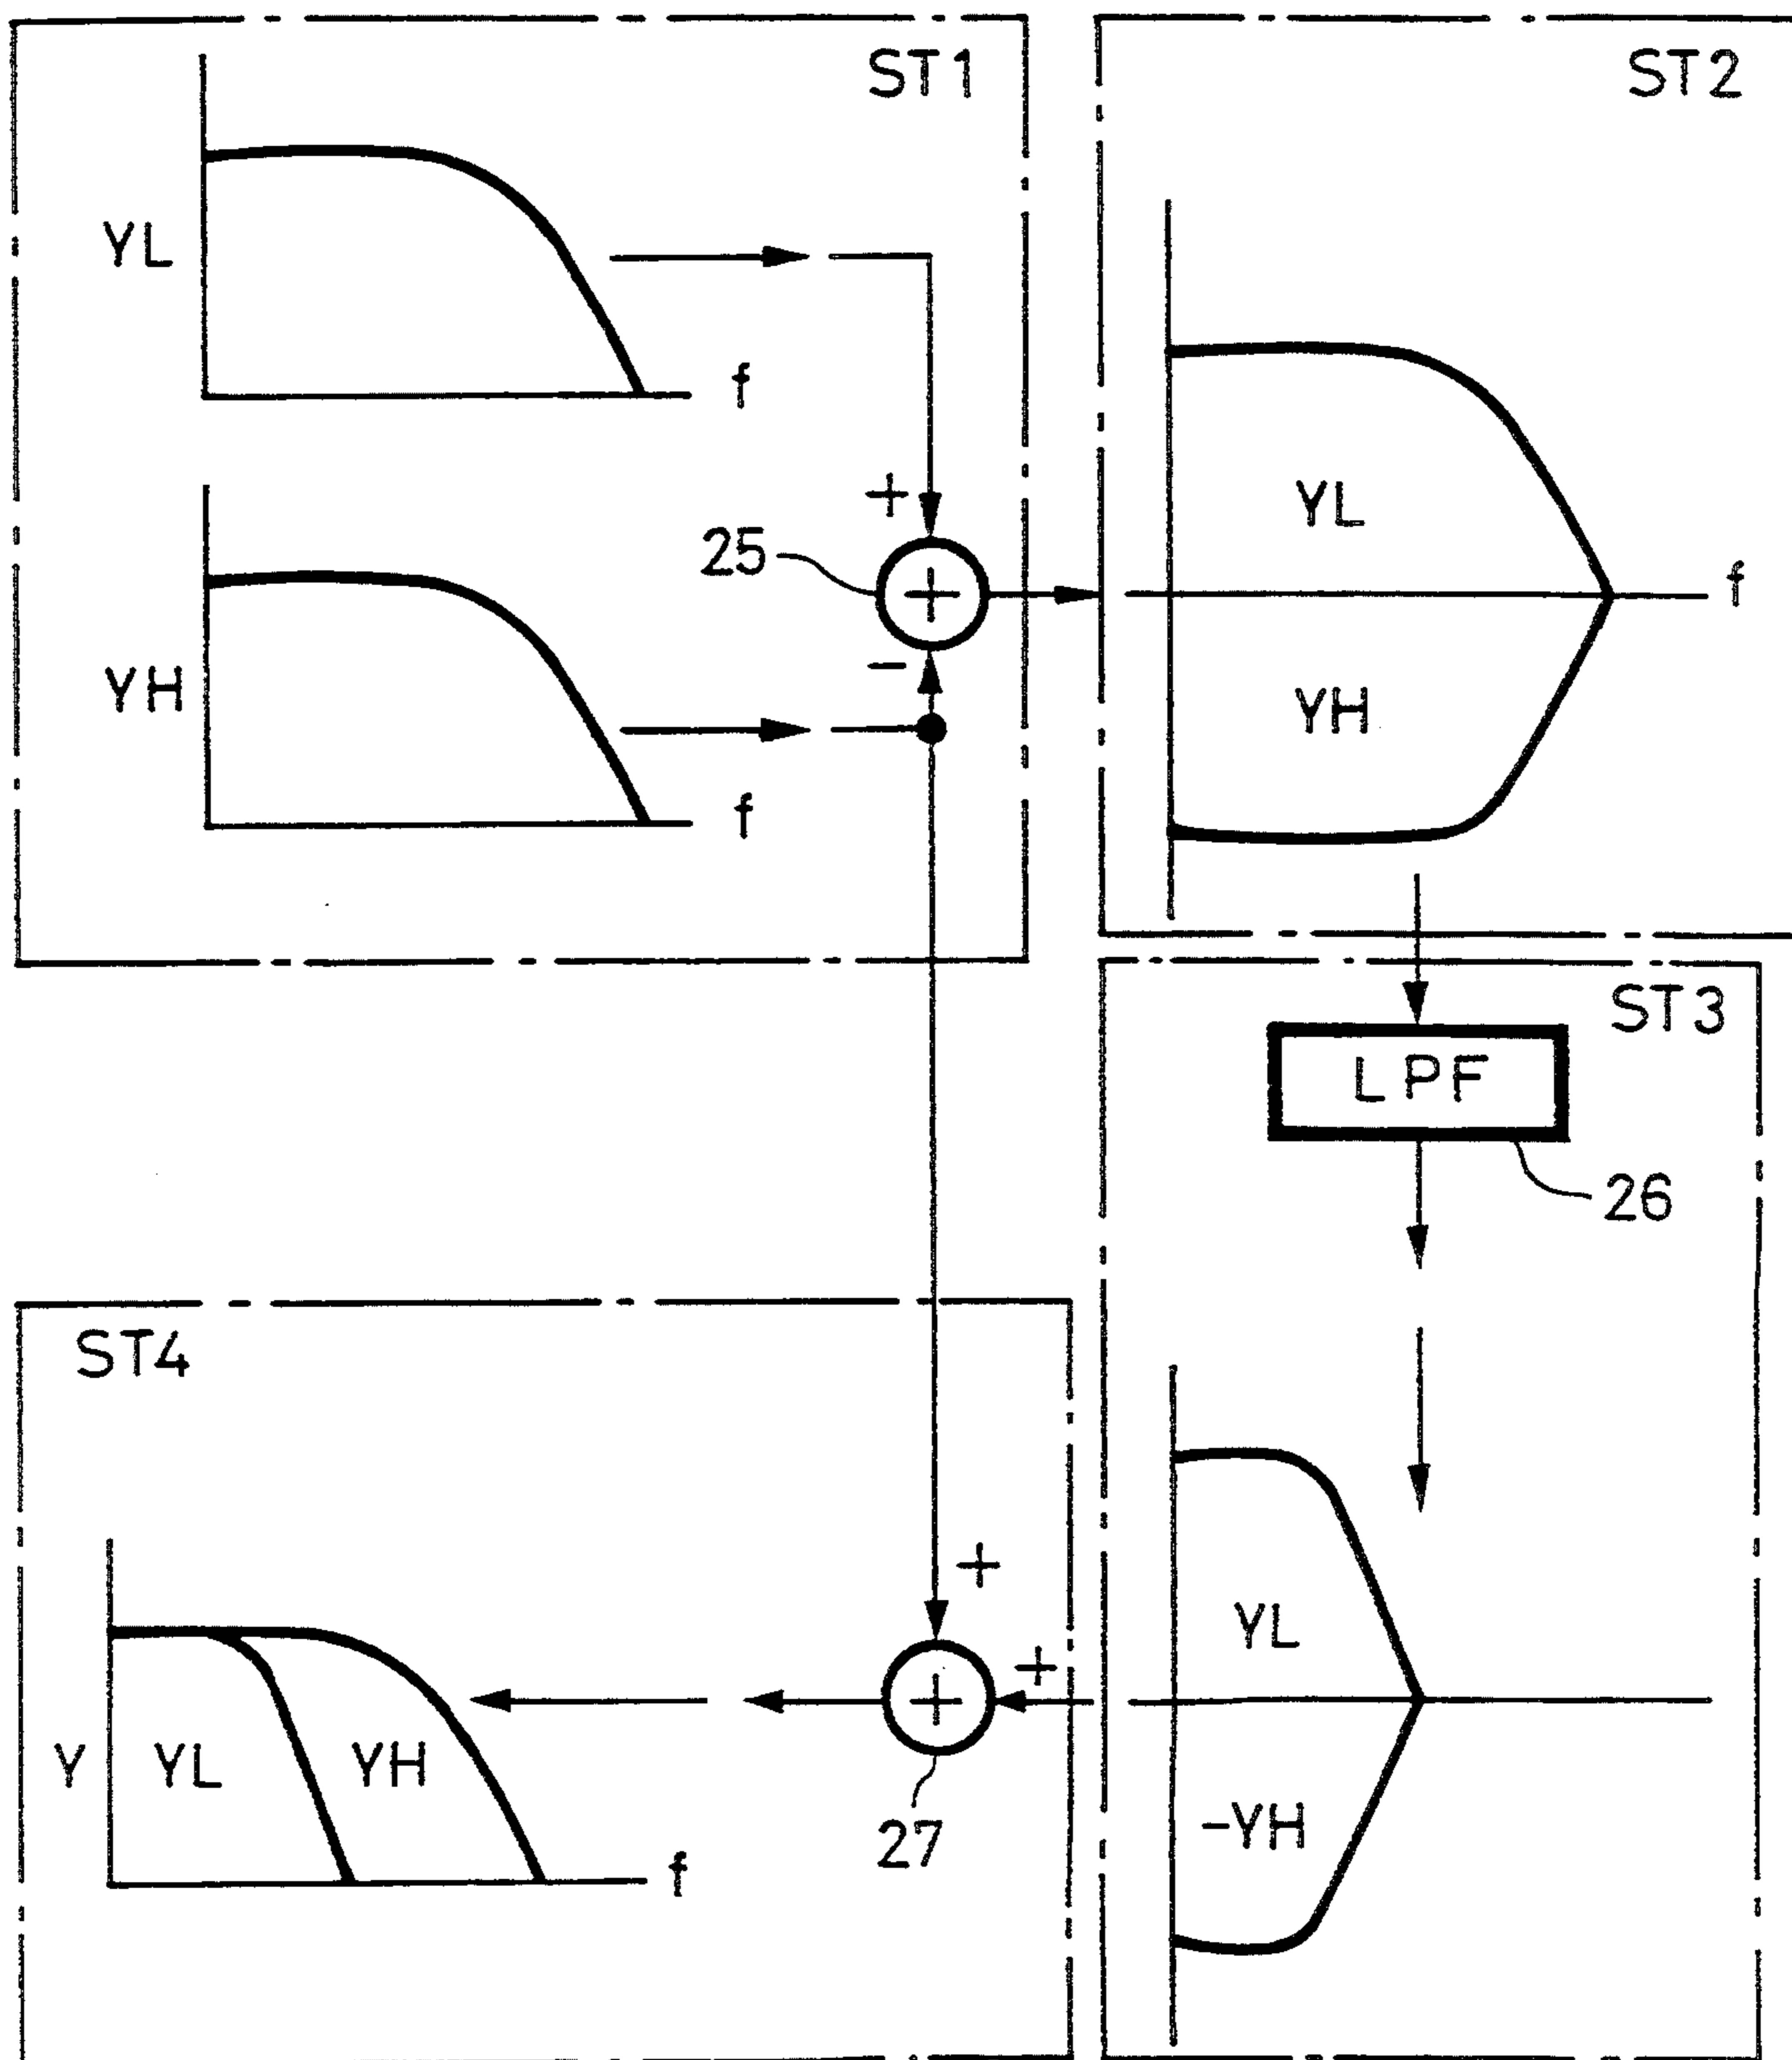 ST1
YL
f
+
25
+
-
YH
f
ST2
YL
f
YH
ST3
LPF
26
YL
-YH
ST4
+
+
+
27
Y
YL
YH
f